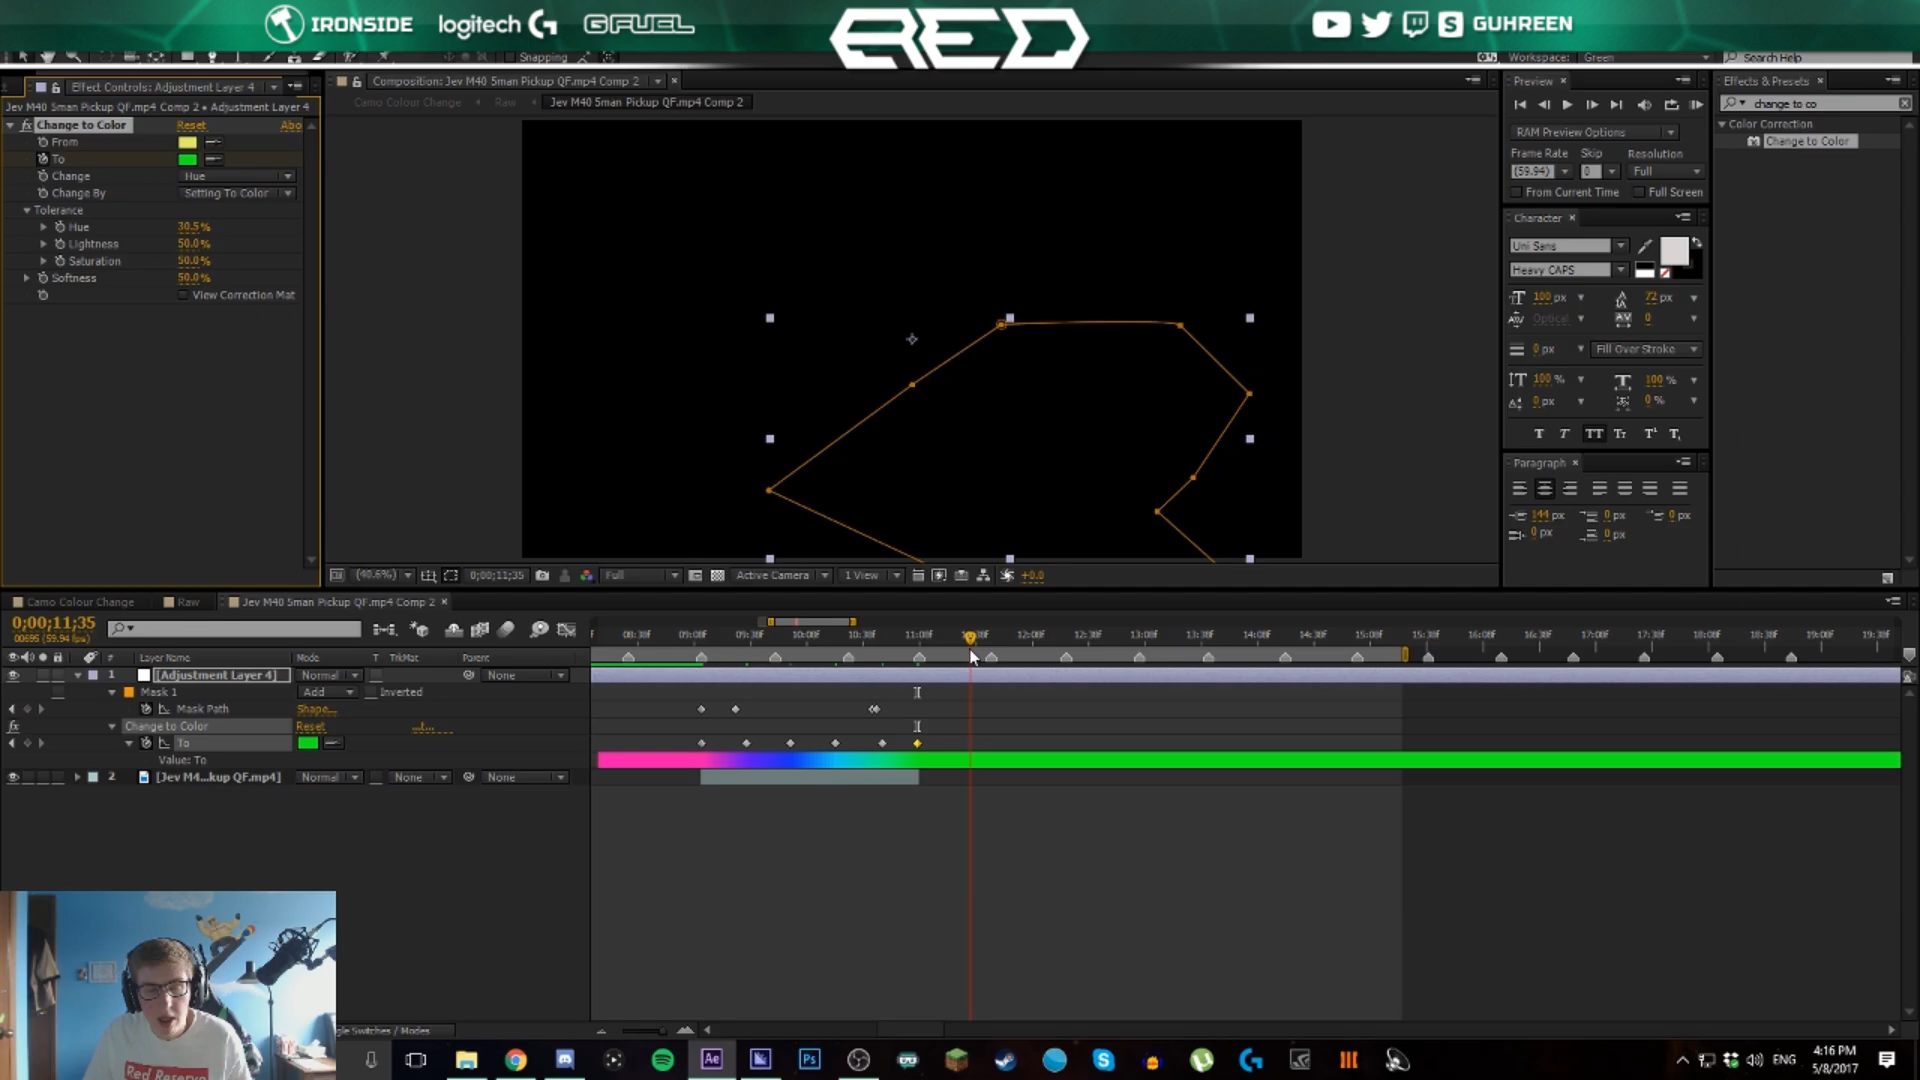 IRONSIDE logitech G GFUEL RED GUHREEN
Snapping Workspace: Green Search Help
Effect Controls: Adjustment Layer 4
Jev M40 5man Pickup QF.mp4 Comp 2 • Adjustment Layer 4
fx Change to Color Reset Abo
From
To
Change Hue
Change By Setting To Color
Tolerance
Hue 30.5%
Lightness 50.0%
Saturation 50.0%
Softness 50.0%
View Correction Mat
Composition: Jev M40 5man Pickup QF.mp4 Comp 2
Camo Colour Change Raw Jev M40 5man Pickup QF.mp4 Comp 2
(40.6%) 0;00;11;35 Full Active Camera 1 View +0.0
Preview
RAM Preview Options
Frame Rate Skip Resolution
(59.94) 0 Full
From Current Time Full Screen
Character
Uni Sans
Heavy CAPS
100 px 72 px
Optical 0
0 px Fill Over Stroke
100 % 100 %
0 px 0 %
T T TT Tr T¹ T,
Paragraph
144 px 0 px 0 px
0 px 0 px
Effects & Presets
change to co
Color Correction
Change to Color
Camo Colour Change Raw Jev M40 5man Pickup QF.mp4 Comp 2
0;00;11;35
00695 (59.94 fps)
08:30f 09:00f 09:30f 10:00f 10:30f 11:00f 12:00f 12:30f 13:00f 13:30f 14:00f 14:30f 15:00f 15:30f 16:00f 16:30f 17:00f 17:30f 18:00f 18:30f 19:00f 19:30f
# Layer Name Mode T TrkMat Parent
1 [Adjustment Layer 4] Normal None
Mask 1 Add Inverted
Mask Path Shape...
fx Change to Color Reset ...t...
To
Value: To
2 [Jev M4...kup QF.mp4] Normal None None
gle Switches / Modes
Red Reserve
Ae Ps ENG 4:16 PM
5/8/2017